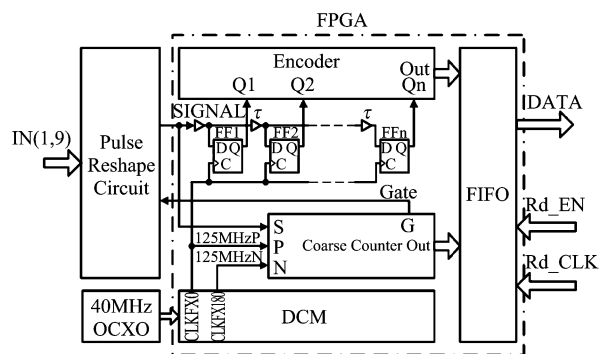 FPGA
Encoder
Out
Q1 Q2 Qn
SIGNAL τ τ
IN(1,9)
Pulse
Reshape
Circuit
FF1 FF2 FFn
D Q D Q D Q
C C C
DATA
FIFO
Gate
G
S
125MHzP P
125MHzN N
Coarse Counter Out
Rd_EN
Rd_CLK
40MHz
OCXO
CLKFX0
CLKFX180
DCM